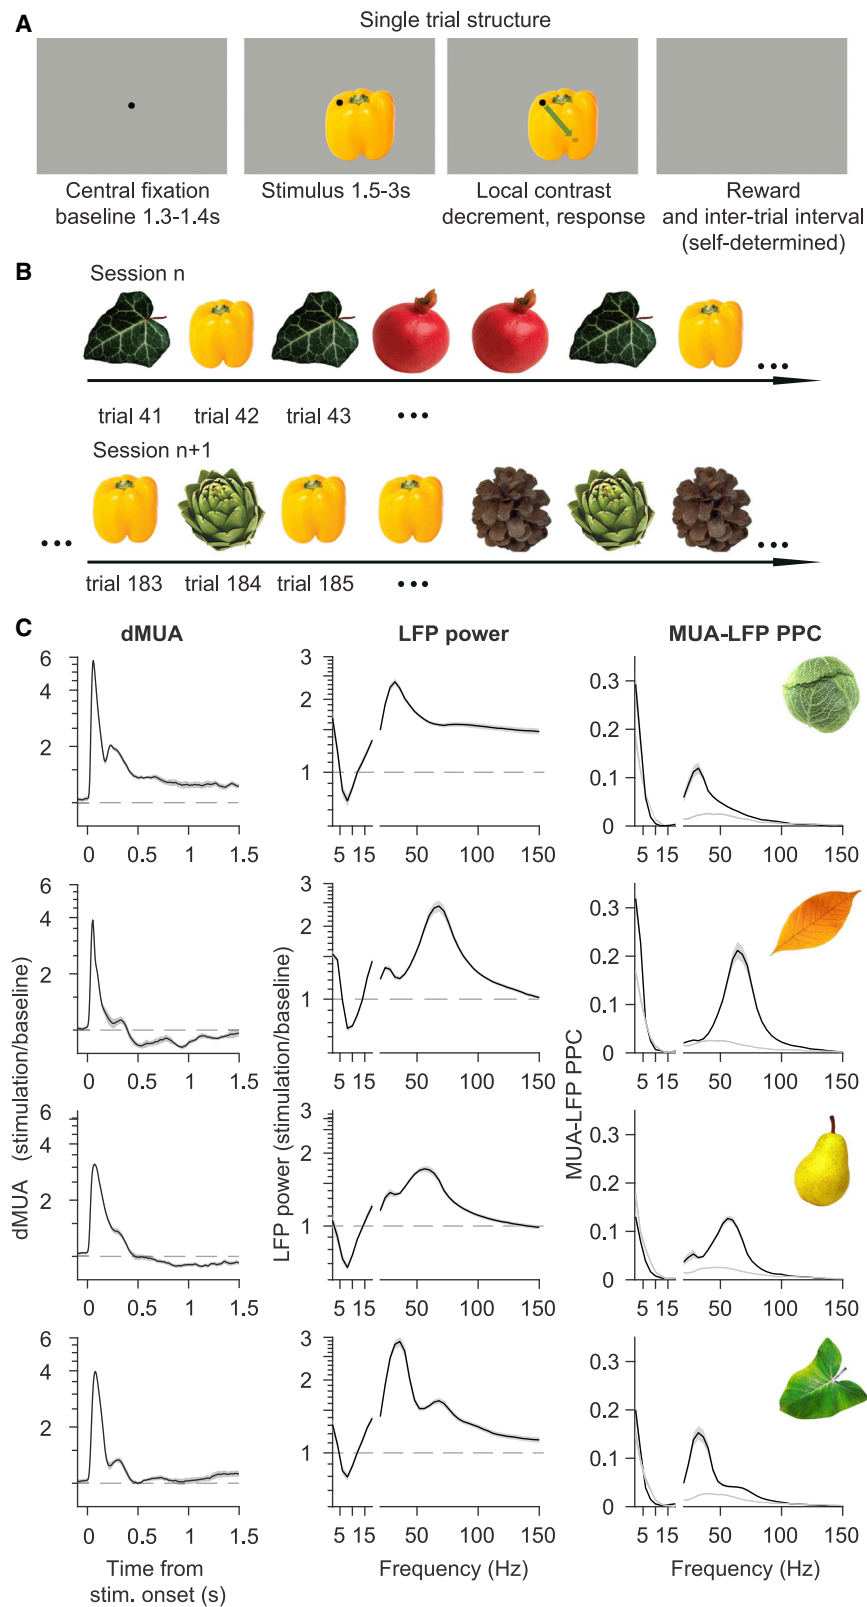 A
Single trial structure
Central fixation
baseline 1.3-1.4s
Stimulus 1.5-3s
Local contrast
decrement, response
Reward
and inter-trial interval
(self-determined)
B
Session n
...
trial 41 trial 42 trial 43 ...
Session n+1
... ...
trial 183 trial 184 trial 185 ...
C
dMUA LFP power MUA-LFP PPC
6
4
2
0 0.5 1 1.5
3
2
1
5 15 50 100 150
0.3
0.2
0.1
0
5 15 50 100 150
6
4
2
0 0.5 1 1.5
3
2
1
5 15 50 100 150
0.3
0.2
0.1
0
5 15 50 100 150
dMUA (stimulation/baseline)
LFP power (stimulation/baseline)
MUA-LFP PPC
6
4
2
0 0.5 1 1.5
3
2
1
5 15 50 100 150
0.3
0.2
0.1
0
5 15 50 100 150
6
4
2
0 0.5 1 1.5
3
2
1
5 15 50 100 150
0.3
0.2
0.1
0
5 15 50 100 150
Time from
stim. onset (s)
Frequency (Hz)
Frequency (Hz)